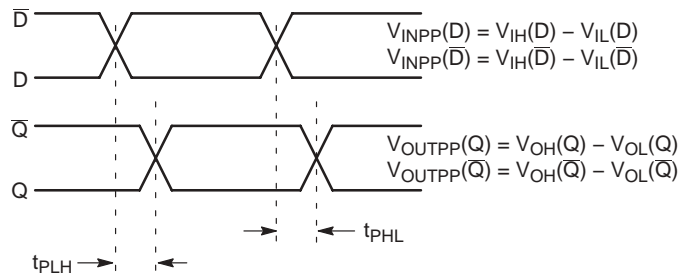 D̅
V_INPP(D) = V_IH(D) – V_IL(D)
V_INPP(D̅) = V_IH(D̅) – V_IL(D̅)
D
Q̅
V_OUTPP(Q) = V_OH(Q) – V_OL(Q)
V_OUTPP(Q̅) = V_OH(Q̅) – V_OL(Q̅)
Q
t_PHL
t_PLH